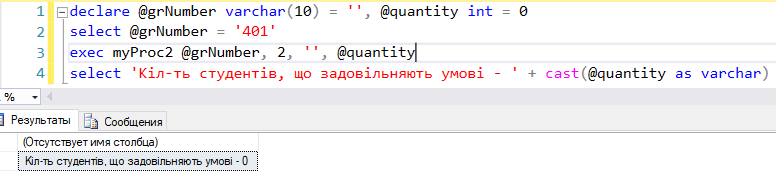 1 declare @grNumber varchar(10) = '', @quantity int = 0
2 select @grNumber = '401'
3 exec myProc2 @grNumber, 2, '', @quantity
4 select 'Кіл-ть студентів, що задовільняють умові - ' + cast(@quantity as varchar)
%
Результаты Сообщения
(Отсутствует имя столбца)
Кіл-ть студентів, що задовільняють умові - 0